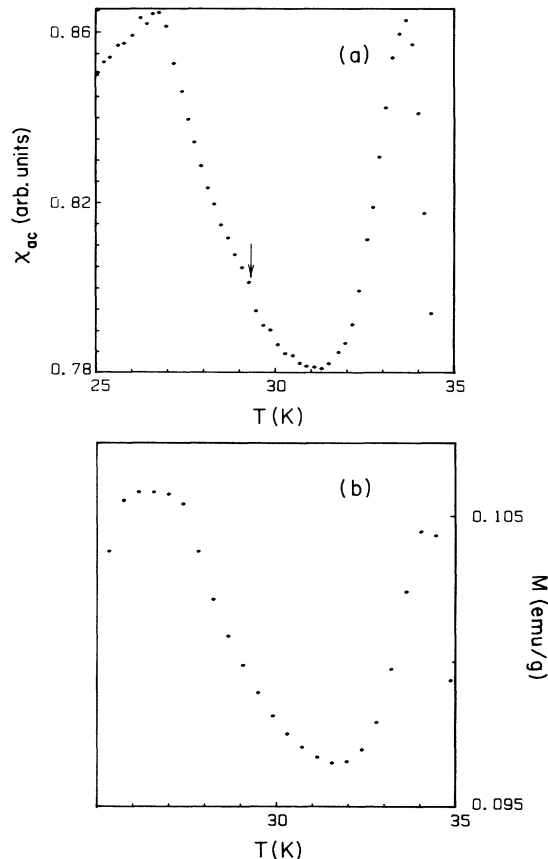 0.86
(a)
χac (arb. units)
0.82
0.78
25
30
35
T (K)
(b)
0.105
M (emu/g)
0.095
30
35
T (K)